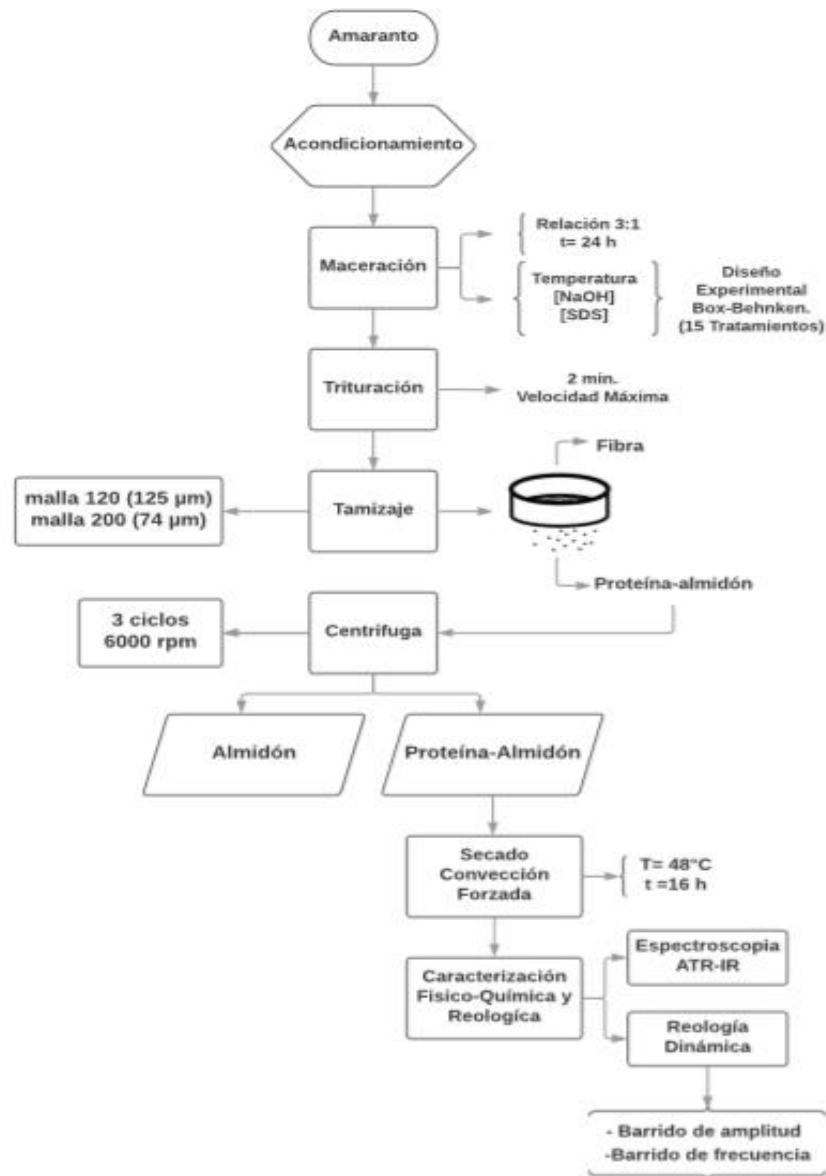 Amaranto
Acondicionamiento
Maceración
Relación 3:1
t= 24 h
Temperatura
[NaOH]
[SDS]
Diseño
Experimental
Box-Behnken.
(15 Tratamientos)
Trituración
2 min.
Velocidad Máxima
Fibra
malla 120 (125 µm)
malla 200 (74 µm)
Tamizaje
Proteína-almidón
3 ciclos
6000 rpm
Centrifuga
Almidón
Proteína-Almidón
Secado
Convección
Forzada
T= 48°C
t =16 h
Caracterización
Físico-Química y
Reologíca
Espectroscopia
ATR-IR
Reología
Dinámica
- Barrido de amplitud
-Barrido de frecuencia